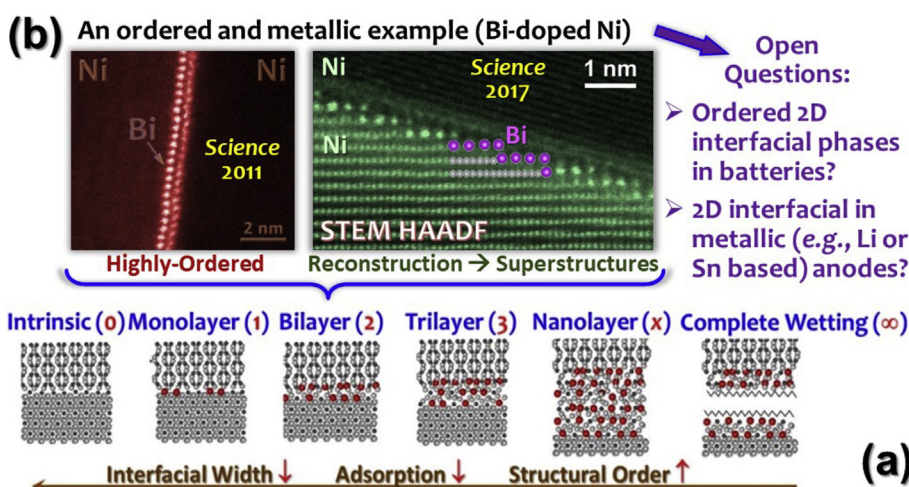 (b) An ordered and metallic example (Bi-doped Ni)
Ni Ni
Bi
Science
2011
2 nm
Highly-Ordered
Ni
Science
2017
1 nm
Ni
Bi
STEM HAADF
Reconstruction → Superstructures
Open
Questions:
➢ Ordered 2D
interfacial phases
in batteries?
➢ 2D interfacial in
metallic (e.g., Li or
Sn based) anodes?
Intrinsic (0) Monolayer (1) Bilayer (2) Trilayer (3) Nanolayer (x) Complete Wetting (∞)
Interfacial Width ↓ Adsorption ↓ Structural Order ↑
(a)